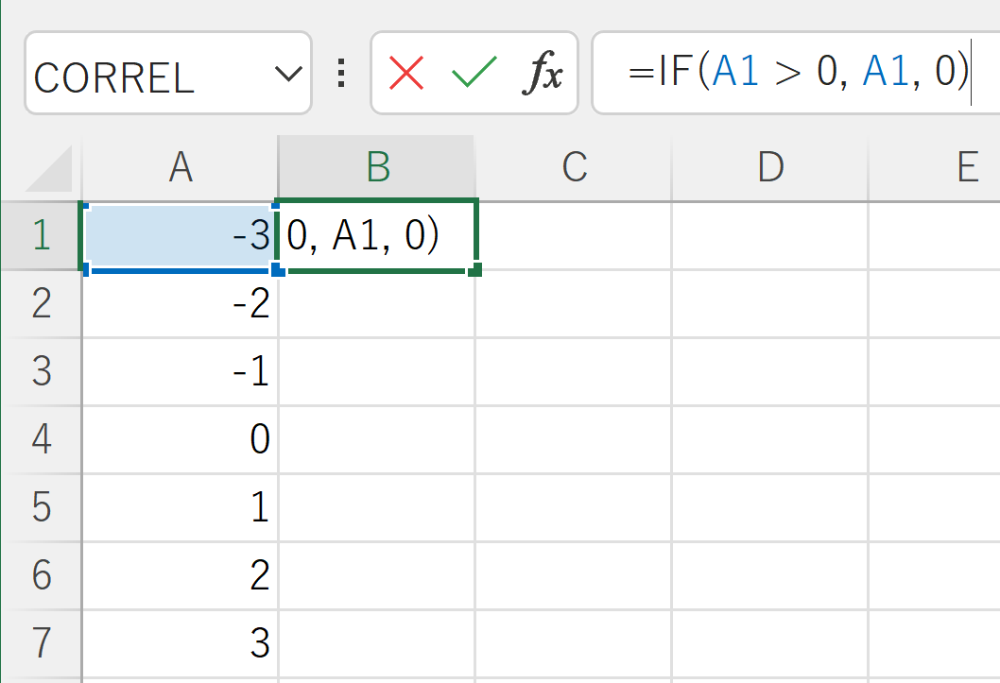 CORREL fx =IF(A1 > 0, A1, 0)
A B C D E
1 -3 0, A1, 0)
2 -2
3 -1
4 0
5 1
6 2
7 3